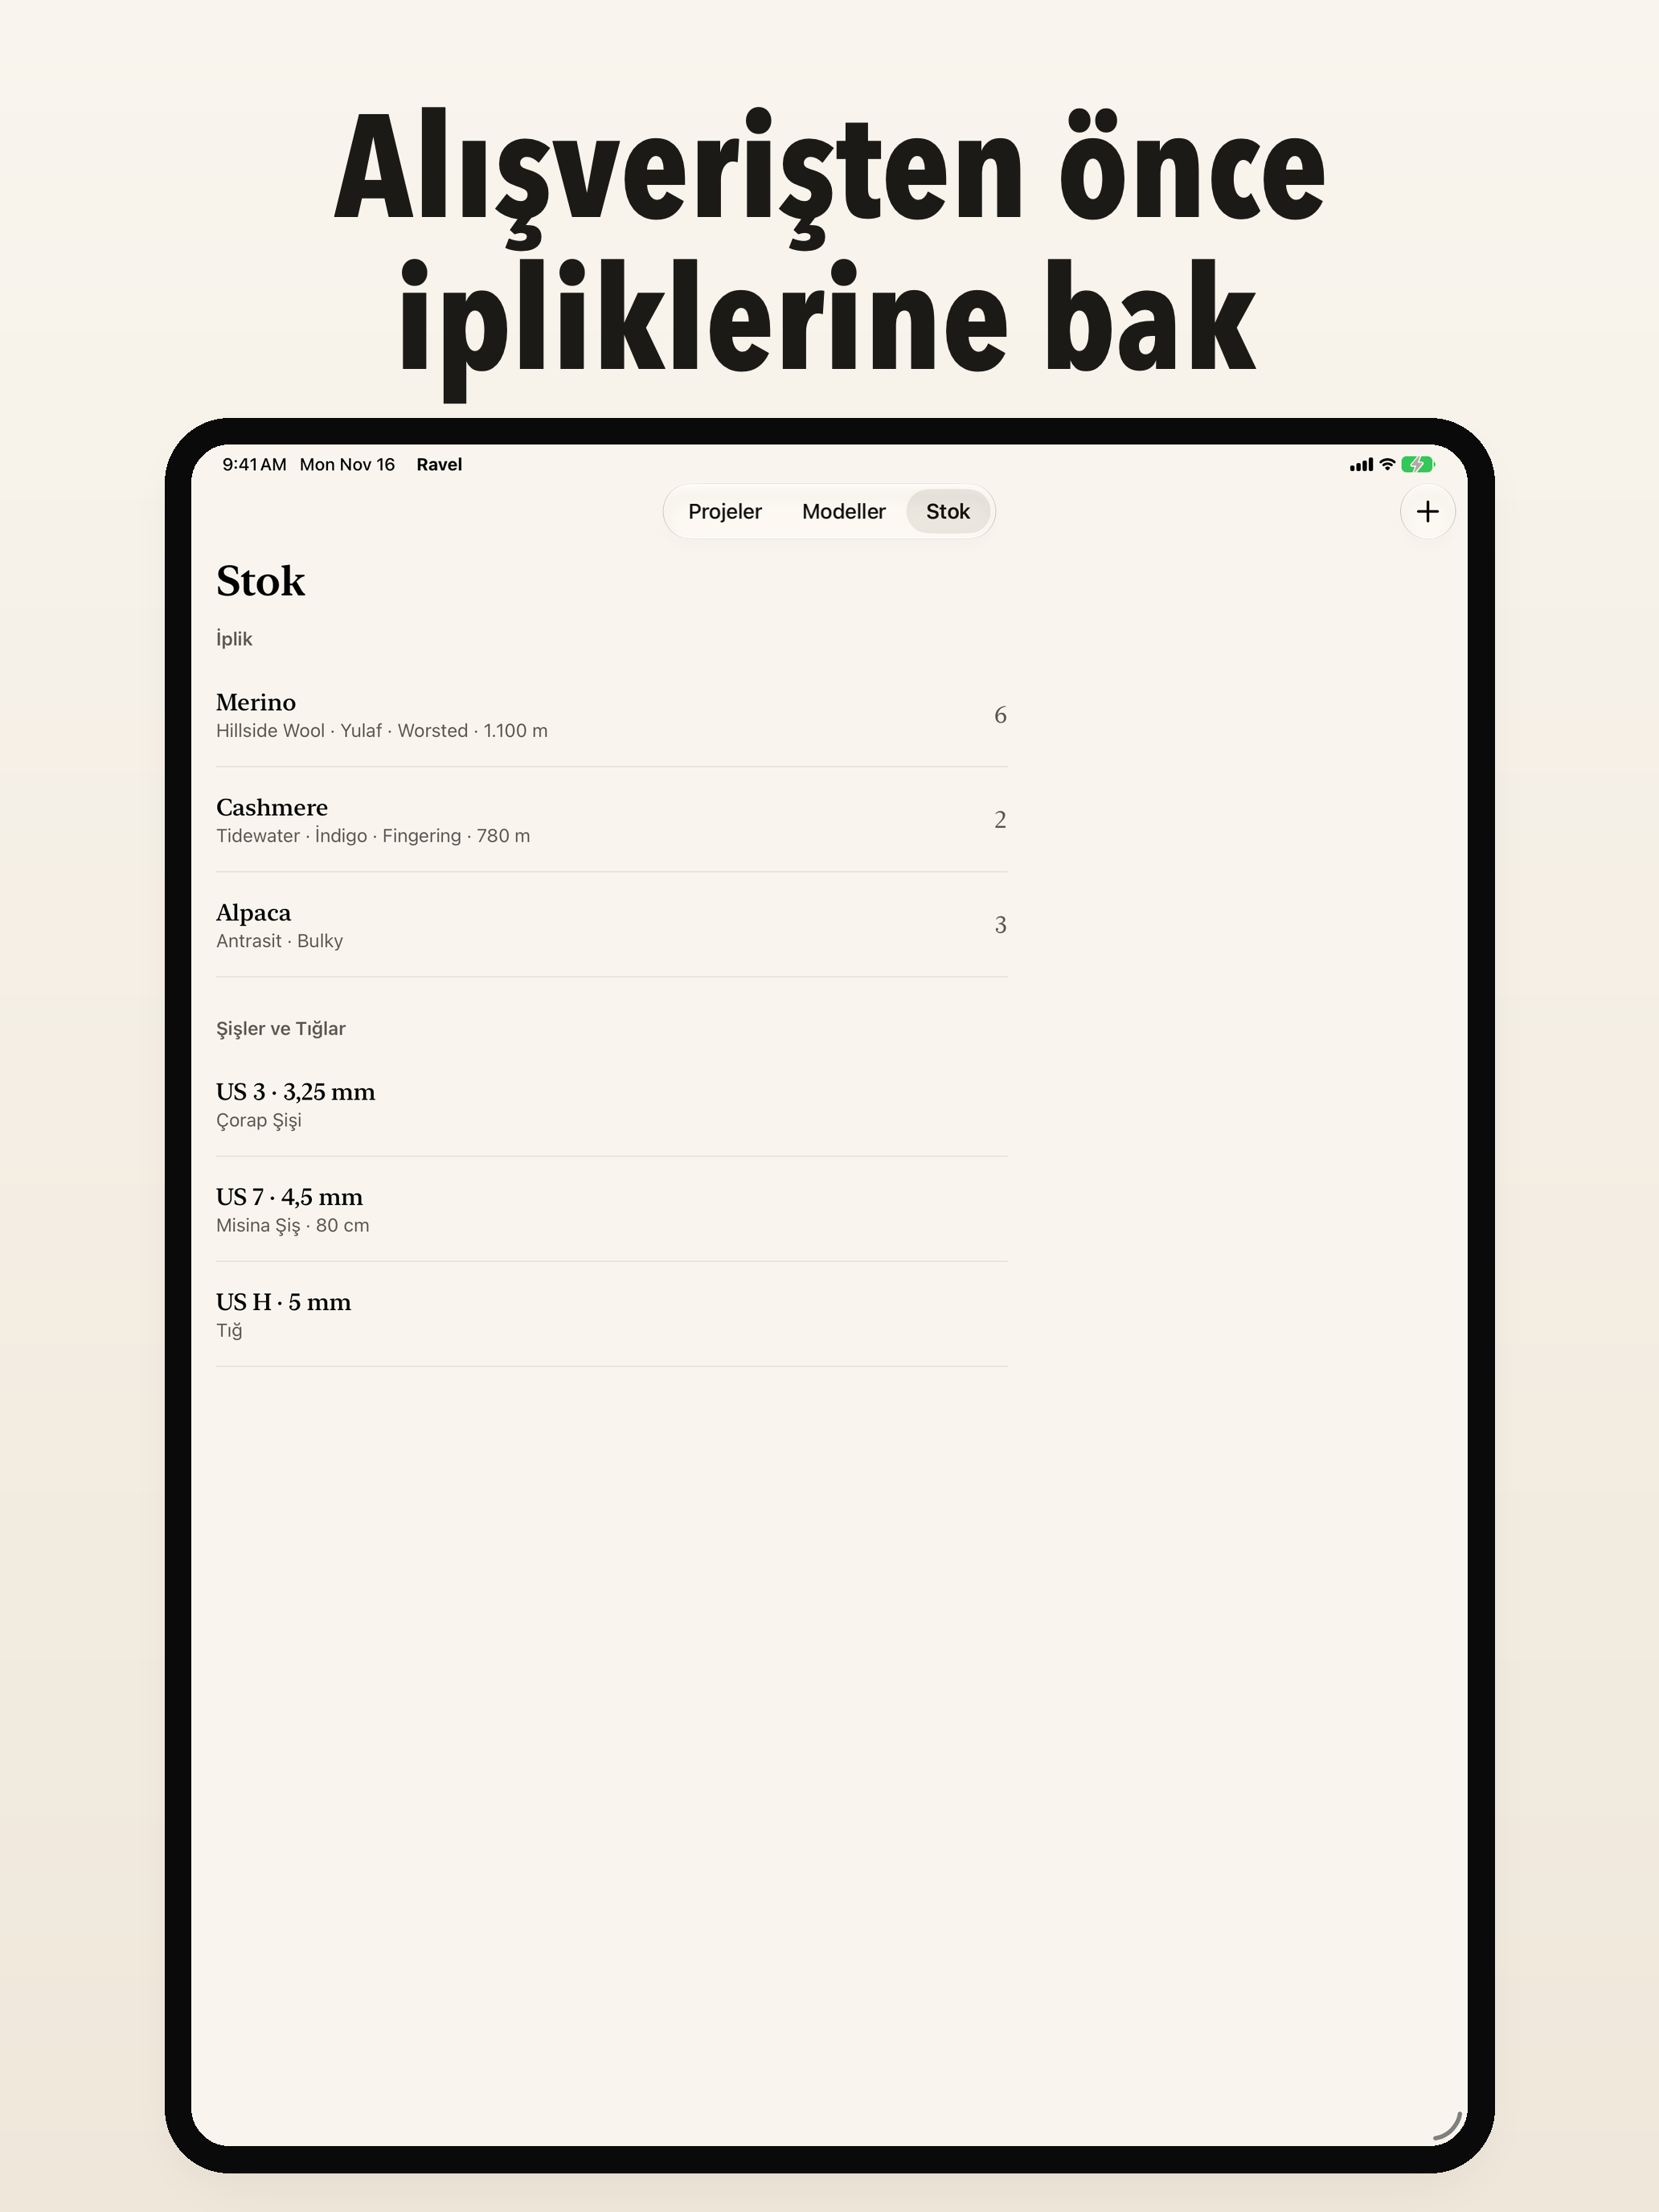 Alışverişten önce
ipliklerine bak
9:41 AM Mon Nov 16 Ravel
Projeler Modeller Stok
Stok
İplik
Merino
6
Hillside Wool · Yulaf · Worsted · 1.100 m
Cashmere
2
Tidewater · İndigo · Fingering · 780 m
Alpaca
3
Antrasit · Bulky
Şişler ve Tığlar
US 3 · 3,25 mm
Çorap Şişi
US 7 · 4,5 mm
Misina Şiş · 80 cm
US H · 5 mm
Tığ